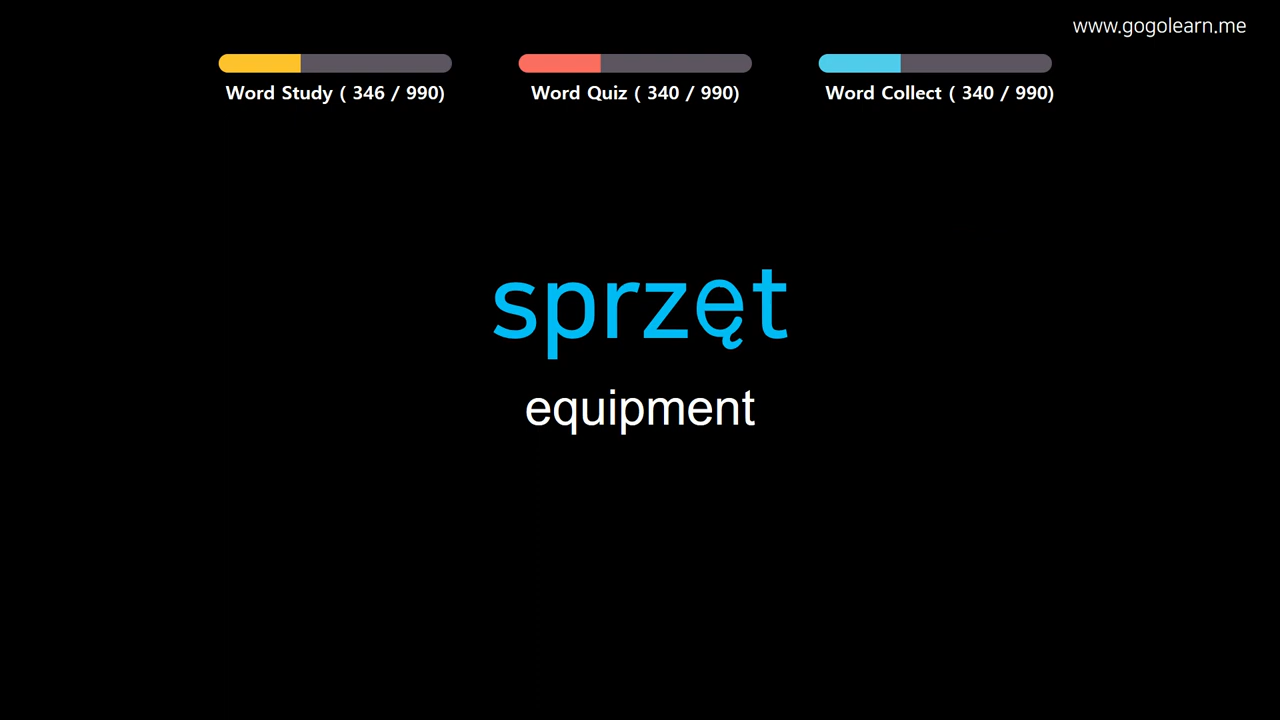 www.gogolearn.me
Word Study ( 346 / 990)
Word Quiz ( 340 / 990)
Word Collect ( 340 / 990)
sprzęt
equipment